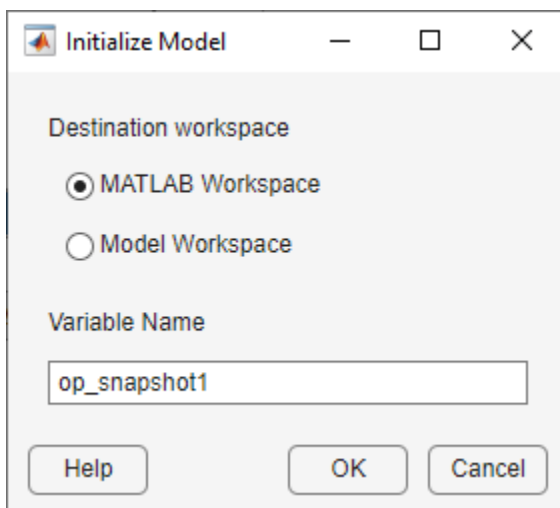 Initialize Model
Destination workspace
MATLAB Workspace
Model Workspace
Variable Name
op_snapshot1
Help OK Cancel